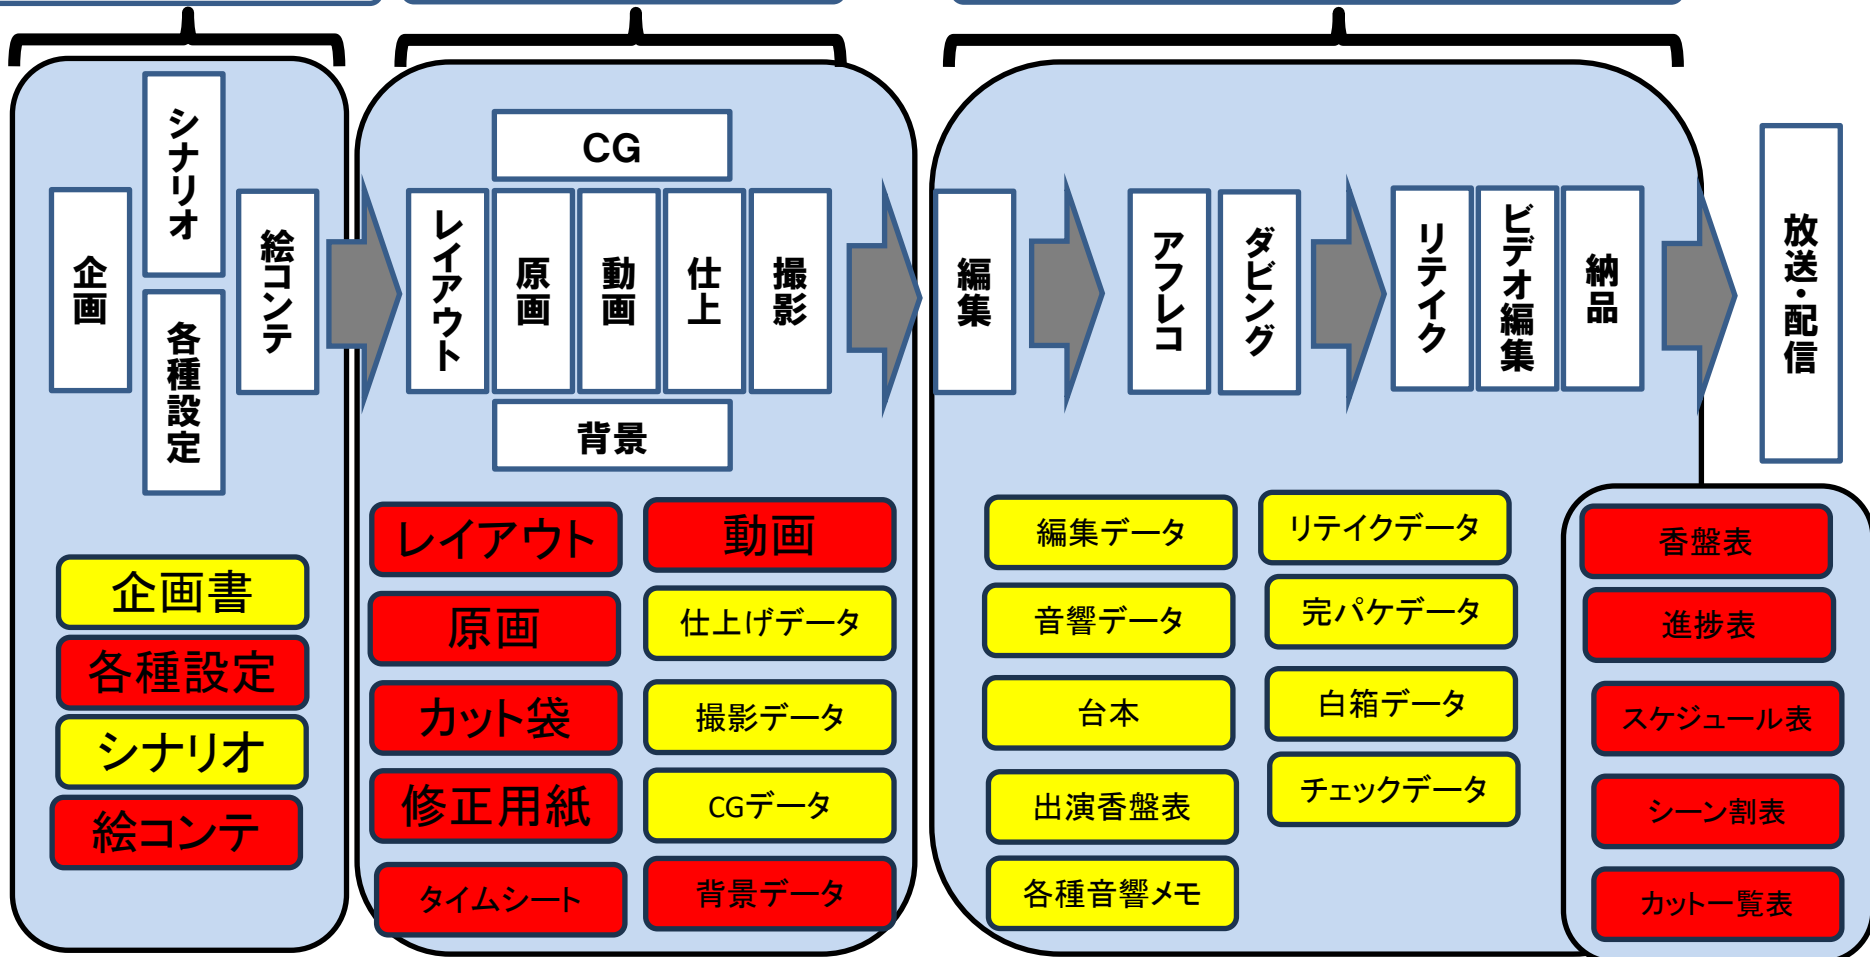 企画
シナリオ
各種設定
絵コンテ
CG
レイアウト
原画
動画
仕上
撮影
背景
編集
アフレコ
ダビング
リテイク
ビデオ編集
納品
放送・配信
企画書
各種設定
シナリオ
絵コンテ
レイアウト
原画
カット袋
修正用紙
タイムシート
動画
仕上げデータ
撮影データ
CGデータ
背景データ
編集データ
音響データ
台本
出演香盤表
各種音響メモ
リテイクデータ
完パケデータ
白箱データ
チェックデータ
香盤表
進捗表
スケジュール表
シーン割表
カット一覧表